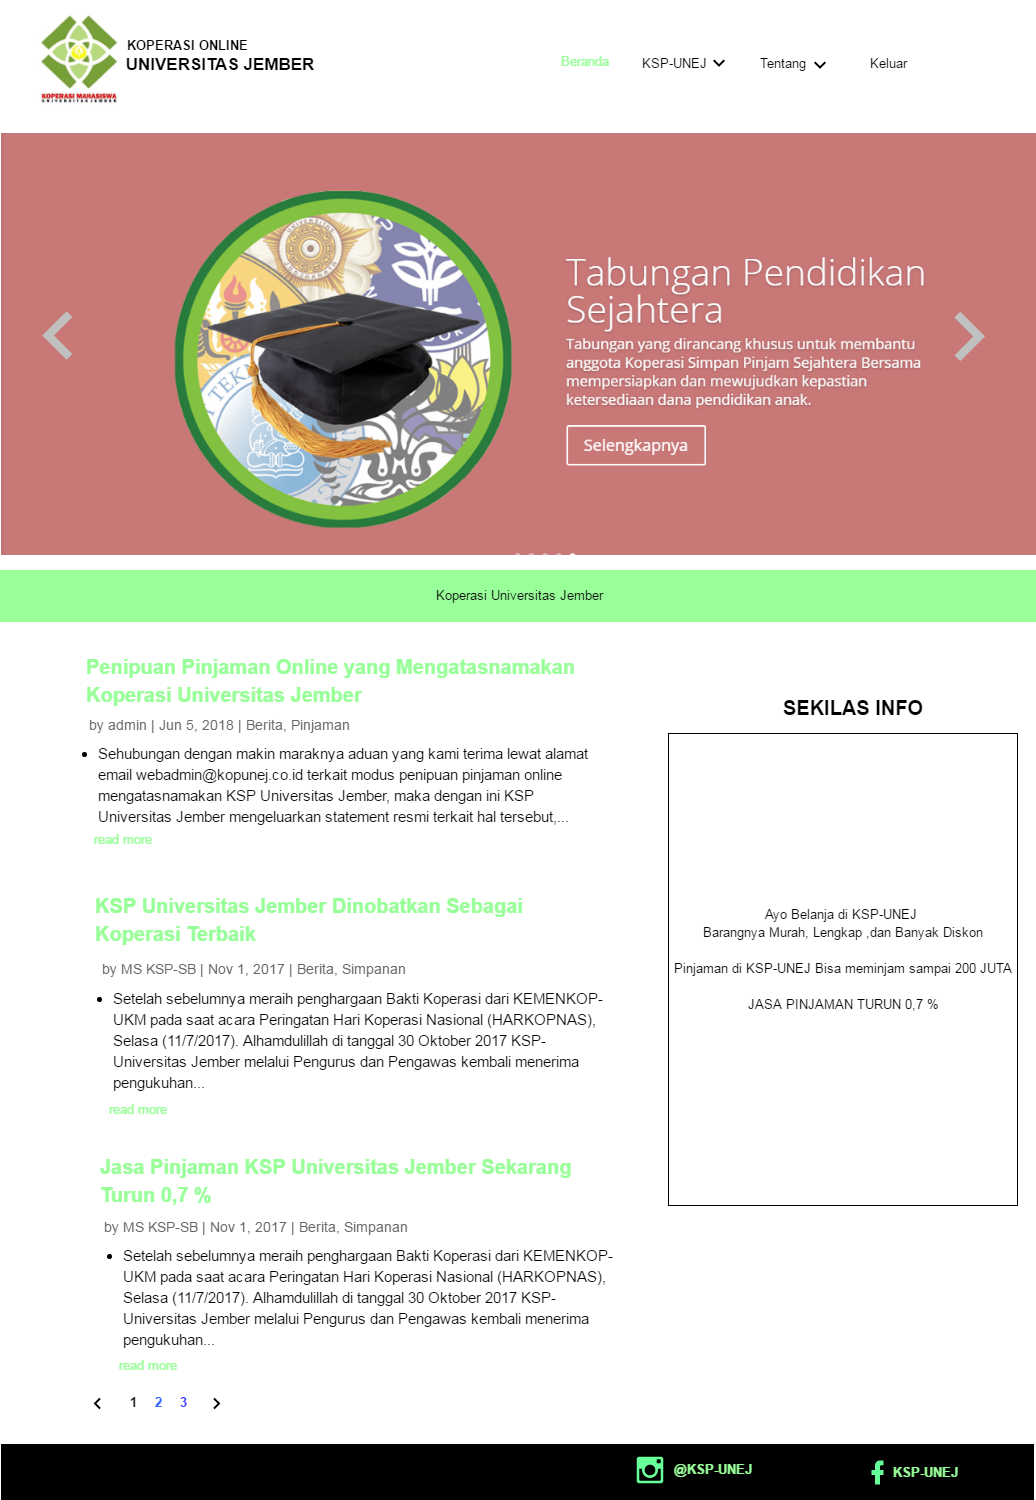 KOPERASI MAHASISWA
UNIVERSITAS JEMBER
KOPERASI ONLINE
UNIVERSITAS JEMBER
Beranda
KSP-UNEJ
Tentang
Keluar
Tabungan Pendidikan
Sejahtera
Tabungan yang dirancang khusus untuk membantu
anggota Koperasi Simpan Pinjam Sejahtera Bersama
mempersiapkan dan mewujudkan kepastian
ketersediaan dana pendidikan anak.
Selengkapnya
Koperasi Universitas Jember
Penipuan Pinjaman Online yang Mengatasnamakan
Koperasi Universitas Jember
by admin | Jun 5, 2018 | Berita, Pinjaman
• Sehubungan dengan makin maraknya aduan yang kami terima lewat alamat
email webadmin@kopunej.co.id terkait modus penipuan pinjaman online
mengatasnamakan KSP Universitas Jember, maka dengan ini KSP
Universitas Jember mengeluarkan statement resmi terkait hal tersebut,...
read more
KSP Universitas Jember Dinobatkan Sebagai
Koperasi Terbaik
by MS KSP-SB | Nov 1, 2017 | Berita, Simpanan
• Setelah sebelumnya meraih penghargaan Bakti Koperasi dari KEMENKOP-
UKM pada saat acara Peringatan Hari Koperasi Nasional (HARKOPNAS),
Selasa (11/7/2017). Alhamdulillah di tanggal 30 Oktober 2017 KSP-
Universitas Jember melalui Pengurus dan Pengawas kembali menerima
pengukuhan...
read more
Jasa Pinjaman KSP Universitas Jember Sekarang
Turun 0,7 %
by MS KSP-SB | Nov 1, 2017 | Berita, Simpanan
• Setelah sebelumnya meraih penghargaan Bakti Koperasi dari KEMENKOP-
UKM pada saat acara Peringatan Hari Koperasi Nasional (HARKOPNAS),
Selasa (11/7/2017). Alhamdulillah di tanggal 30 Oktober 2017 KSP-
Universitas Jember melalui Pengurus dan Pengawas kembali menerima
pengukuhan...
read more
1 2 3
SEKILAS INFO
Ayo Belanja di KSP-UNEJ
Barangnya Murah, Lengkap ,dan Banyak Diskon
Pinjaman di KSP-UNEJ Bisa meminjam sampai 200 JUTA
JASA PINJAMAN TURUN 0,7 %
@KSP-UNEJ
KSP-UNEJ